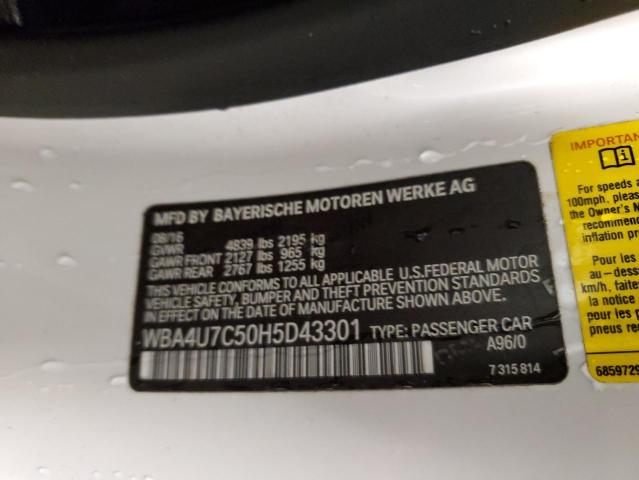 MFD BY BAYERISCHE MOTOREN WERKE AG
08/16
GVWR 4839 lbs 2195 kg
GAWR FRONT 2127 lbs 965 kg
GAWR REAR 2767 lbs 1255 kg
THIS VEHICLE CONFORMS TO ALL APPLICABLE U.S.FEDERAL MOTOR
VEHICLE SAFETY, BUMPER AND THEFT PREVENTION STANDARDS
IN EFFECT ON THE DATE OF MANUFACTURE SHOWN ABOVE.
WBA4U7C50H5D43301 TYPE: PASSENGER CAR
A96/0
7 315 814
IMPORTAN
i
For speeds a
100mph, please
the Owner's M
recommen
inflation pr
Pour les
au-dess
km/h, faites
la notice
pour les p
pneus rem
6859729